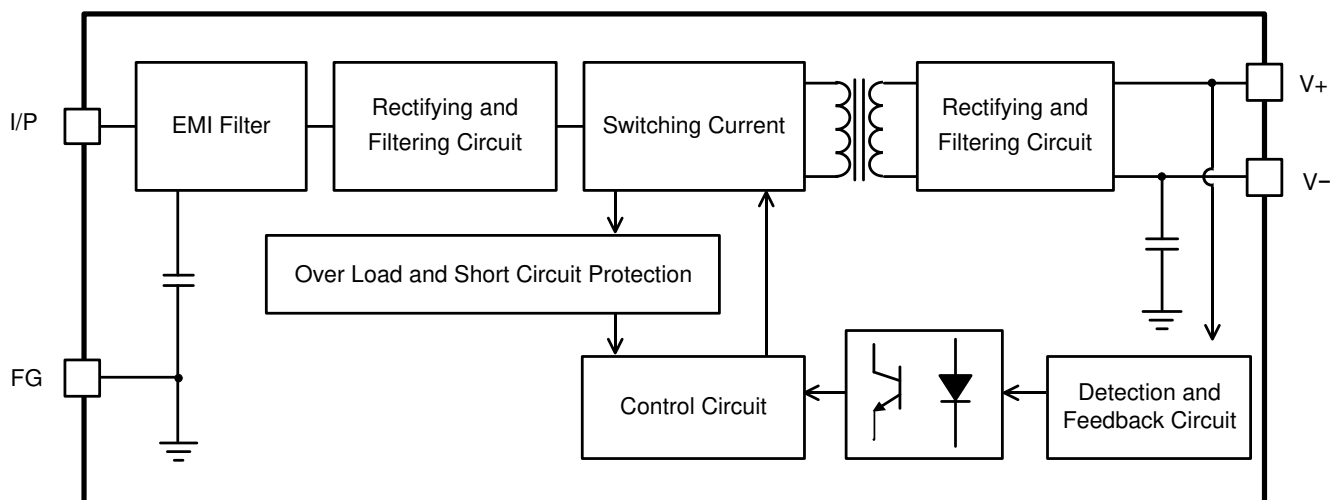 I/P
EMI Filter
Rectifying and
Filtering Circuit
Switching Current
Rectifying and
Filtering Circuit
V+
V−
Over Load and Short Circuit Protection
FG
Control Circuit
Detection and
Feedback Circuit